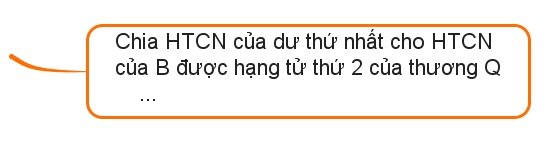 Chia HTCN của dư thứ nhất cho HTCN
của B được hạng tử thứ 2 của thương Q
...